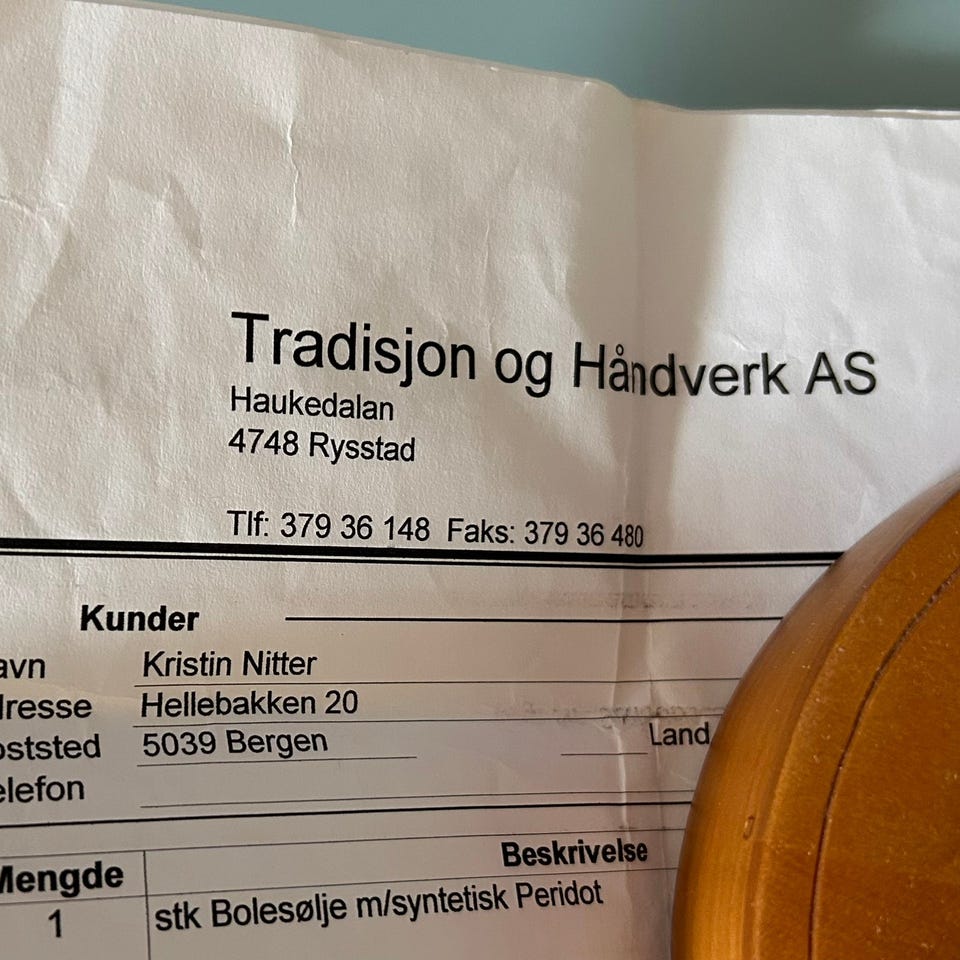 Tradisjon og Håndverk AS
Haukedalan
4748 Rysstad
Tlf: 379 36 148 Faks: 379 36 480
Kunder
avn Kristin Nitter
dresse Hellebakken 20
oststed 5039 Bergen Land
elefon
Mengde Beskrivelse
1 stk Bolesølje m/syntetisk Peridot